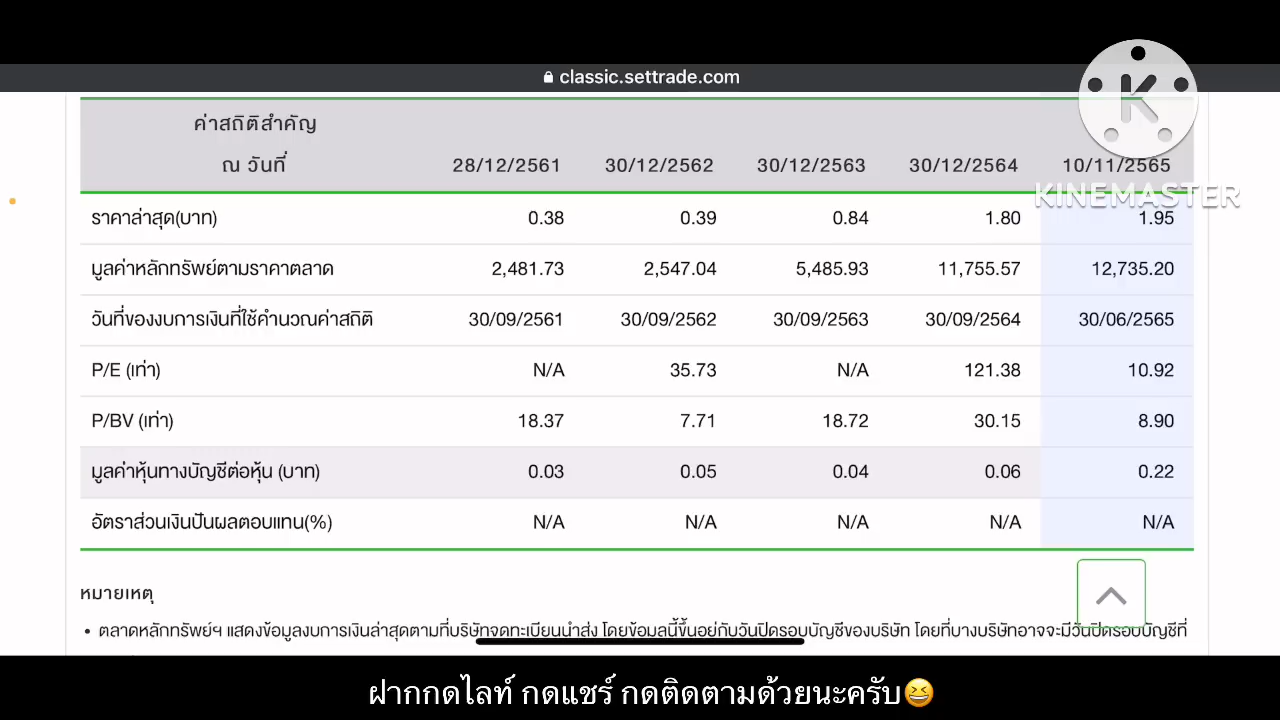 classic.settrade.com
K
KINEMASTER
ค่าสถิติสำคัญ
ณ วันที่ 28/12/2561 30/12/2562 30/12/2563 30/12/2564 10/11/2565
ราคาล่าสุด(บาท) 0.38 0.39 0.84 1.80 1.95
มูลค่าหลักทรัพย์ตามราคาตลาด 2,481.73 2,547.04 5,485.93 11,755.57 12,735.20
วันที่ของงบการเงินที่ใช้คำนวณค่าสถิติ 30/09/2561 30/09/2562 30/09/2563 30/09/2564 30/06/2565
P/E (เท่า) N/A 35.73 N/A 121.38 10.92
P/BV (เท่า) 18.37 7.71 18.72 30.15 8.90
มูลค่าหุ้นทางบัญชีต่อหุ้น (บาท) 0.03 0.05 0.04 0.06 0.22
อัตราส่วนเงินปันผลตอบแทน(%) N/A N/A N/A N/A N/A
หมายเหตุ
• ตลาดหลักทรัพย์ฯ แสดงข้อมูลงบการเงินล่าสุดตามที่บริษัทจดทะเบียนนำส่ง โดยข้อมูลนี้ขึ้นอยู่กับวันปิดรอบบัญชีของบริษัท โดยที่บางบริษัทอาจจะมีวันปิดรอบบัญชีที่
ฝากกดไลท์ กดแชร์ กดติดตามด้วยนะครับ😆